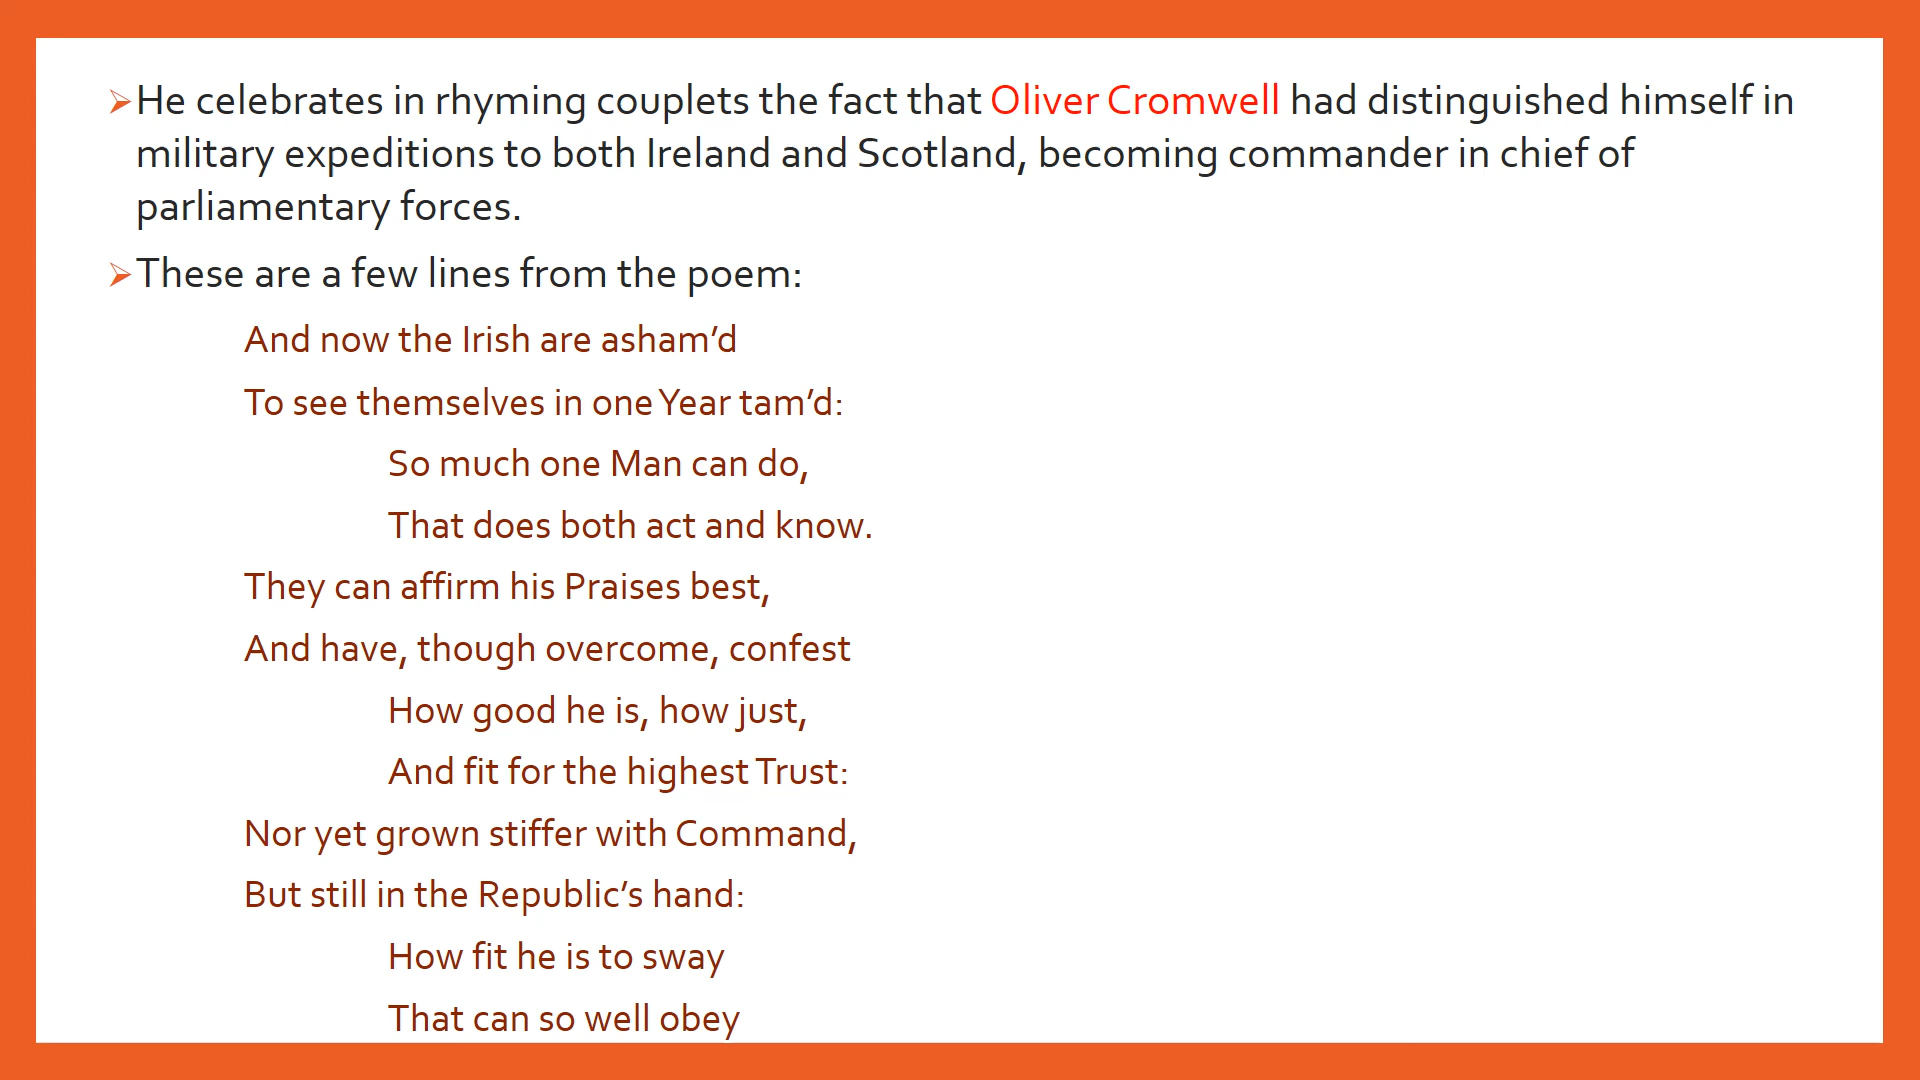 He celebrates in rhyming couplets the fact that Oliver Cromwell had distinguished himself in
military expeditions to both Ireland and Scotland, becoming commander in chief of
parliamentary forces.
These are a few lines from the poem:
And now the Irish are asham’d
To see themselves in one Year tam’d:
So much one Man can do,
That does both act and know.
They can affirm his Praises best,
And have, though overcome, confest
How good he is, how just,
And fit for the highest Trust:
Nor yet grown stiffer with Command,
But still in the Republic’s hand:
How fit he is to sway
That can so well obey